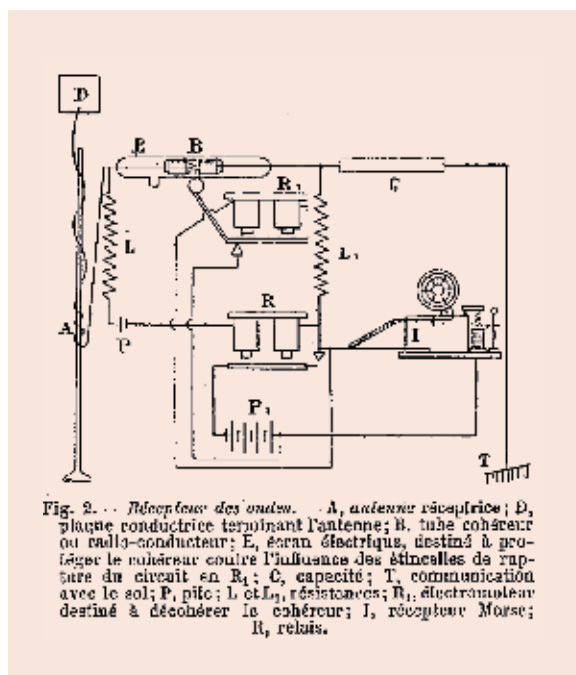 D
E B
R₁
C
L
L₁
R
A
P
I
P₁
T
Fig. 2. — Récepteur des ondes. — A, antenne réceptrice; D,
plaque conductrice terminant l'antenne; B, tube cohéreur
ou radio-conducteur; E, écran électrique, destiné à pro-
téger le cohéreur contre l'influence des étincelles de rup-
ture du circuit en R₁; C, capacité; T, communication
avec le sol; P, pile; L et L₁, résistances; R₁, électromoteur
destiné à décohérer le cohéreur; I, récepteur Morse;
R, relais.